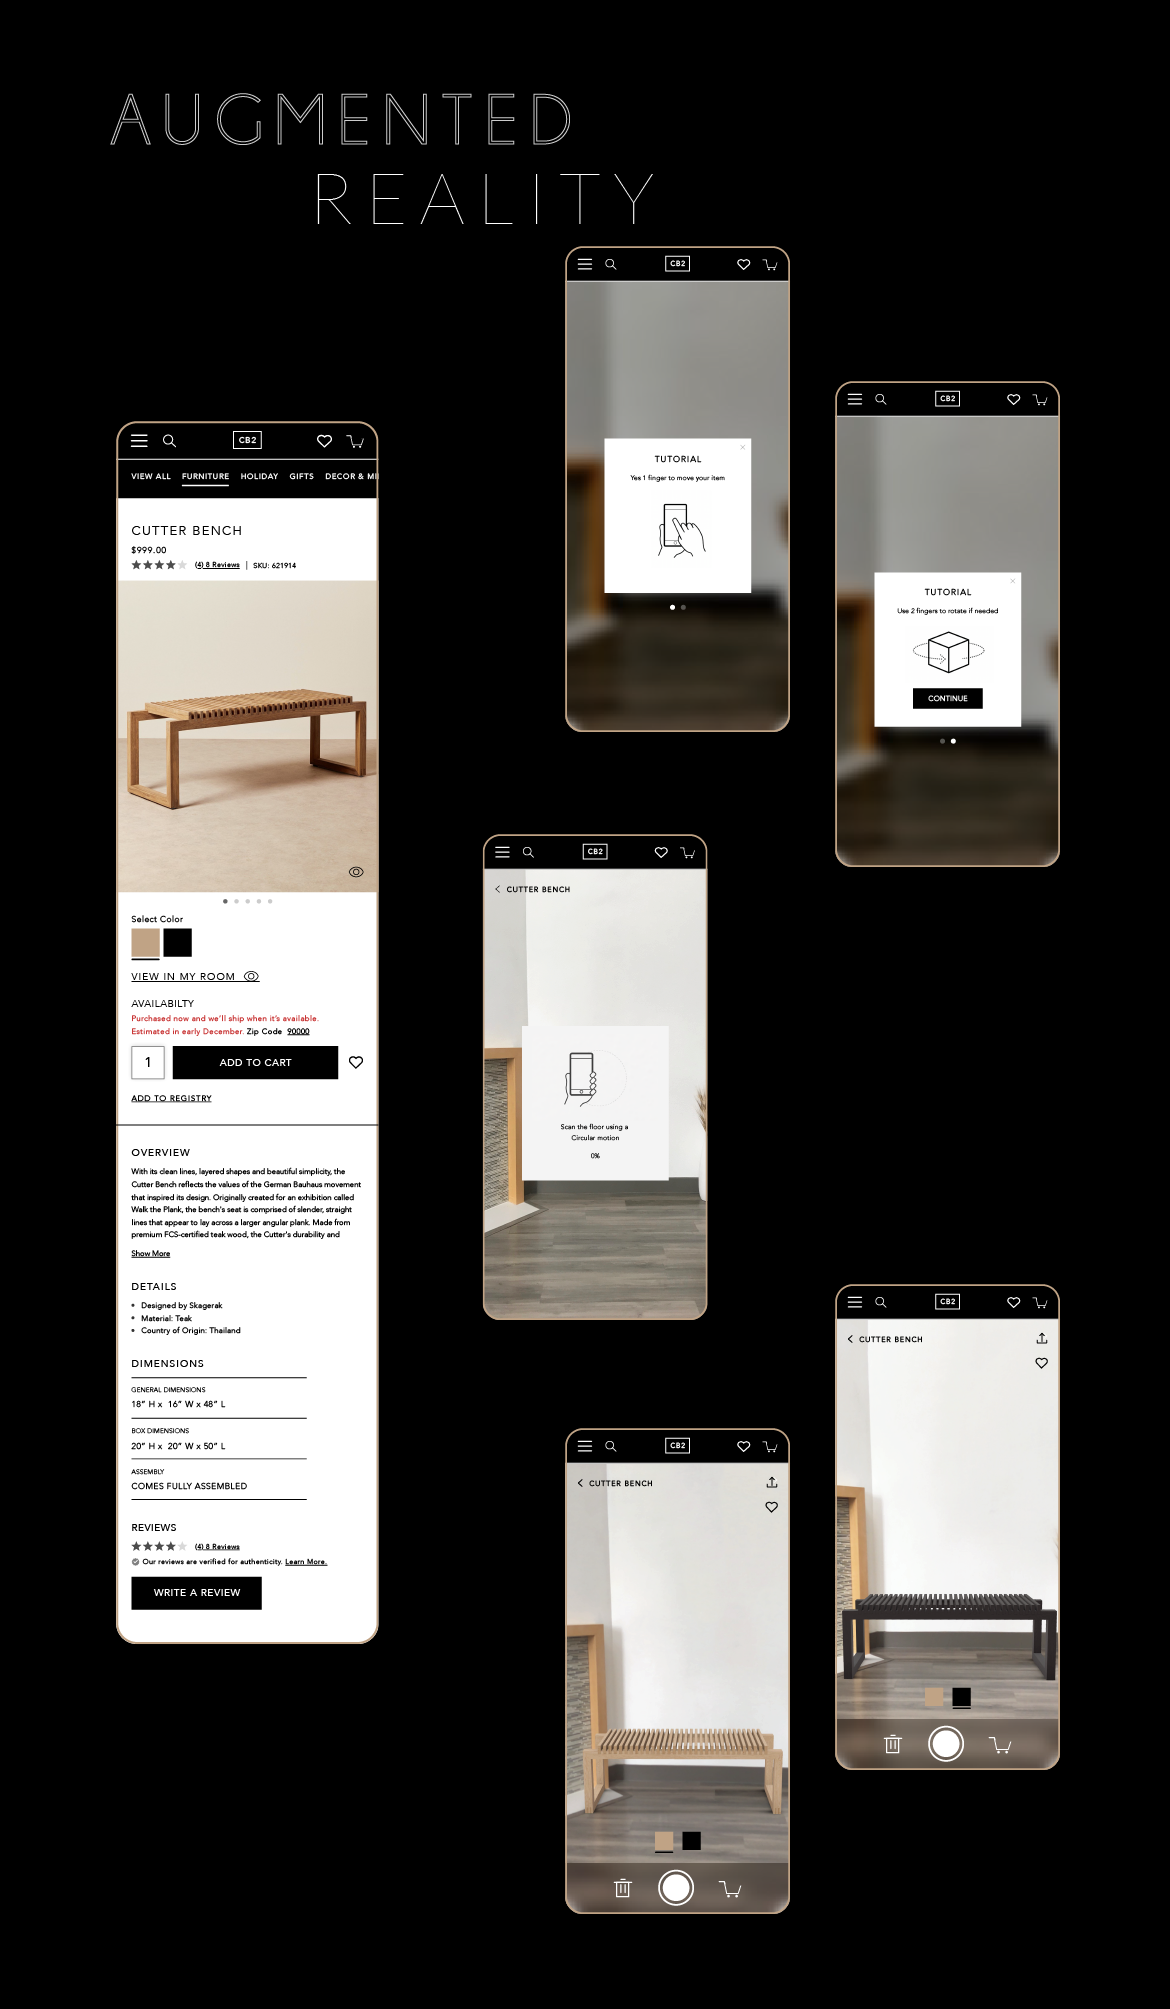 AUGMENTED
REALITY
CB2
TUTORIAL
Yes 1 finger to move your item
CB2
TUTORIAL
Use 2 fingers to rotate if needed
CONTINUE
CB2
VIEW ALL FURNITURE HOLIDAY GIFTS DECOR & MI
CUTTER BENCH
$999.00
(4) 8 Reviews | SKU: 621914
Select Color
VIEW IN MY ROOM
AVAILABILTY
Purchased now and we'll ship when it's available.
Estimated in early December. Zip Code 90000
1 ADD TO CART
ADD TO REGISTRY
OVERVIEW
With its clean lines, layered shapes and beautiful simplicity, the
Cutter Bench reflects the values of the German Bauhaus movement
that inspired its design. Originally created for an exhibition called
Walk the Plank, the bench's seat is comprised of slender, straight
lines that appear to lay across a larger angular plank. Made from
premium FCS-certified teak wood, the Cutter's durability and
Show More
DETAILS
• Designed by Skagerak
• Material: Teak
• Country of Origin: Thailand
DIMENSIONS
GENERAL DIMENSIONS
18" H x 16" W x 48" L
BOX DIMENSIONS
20" H x 20" W x 50" L
ASSEMBLY
COMES FULLY ASSEMBLED
REVIEWS
(4) 8 Reviews
Our reviews are verified for authenticity. Learn More.
WRITE A REVIEW
CB2
CUTTER BENCH
Scan the floor using a
Circular motion
0%
CB2
CUTTER BENCH
CB2
CUTTER BENCH